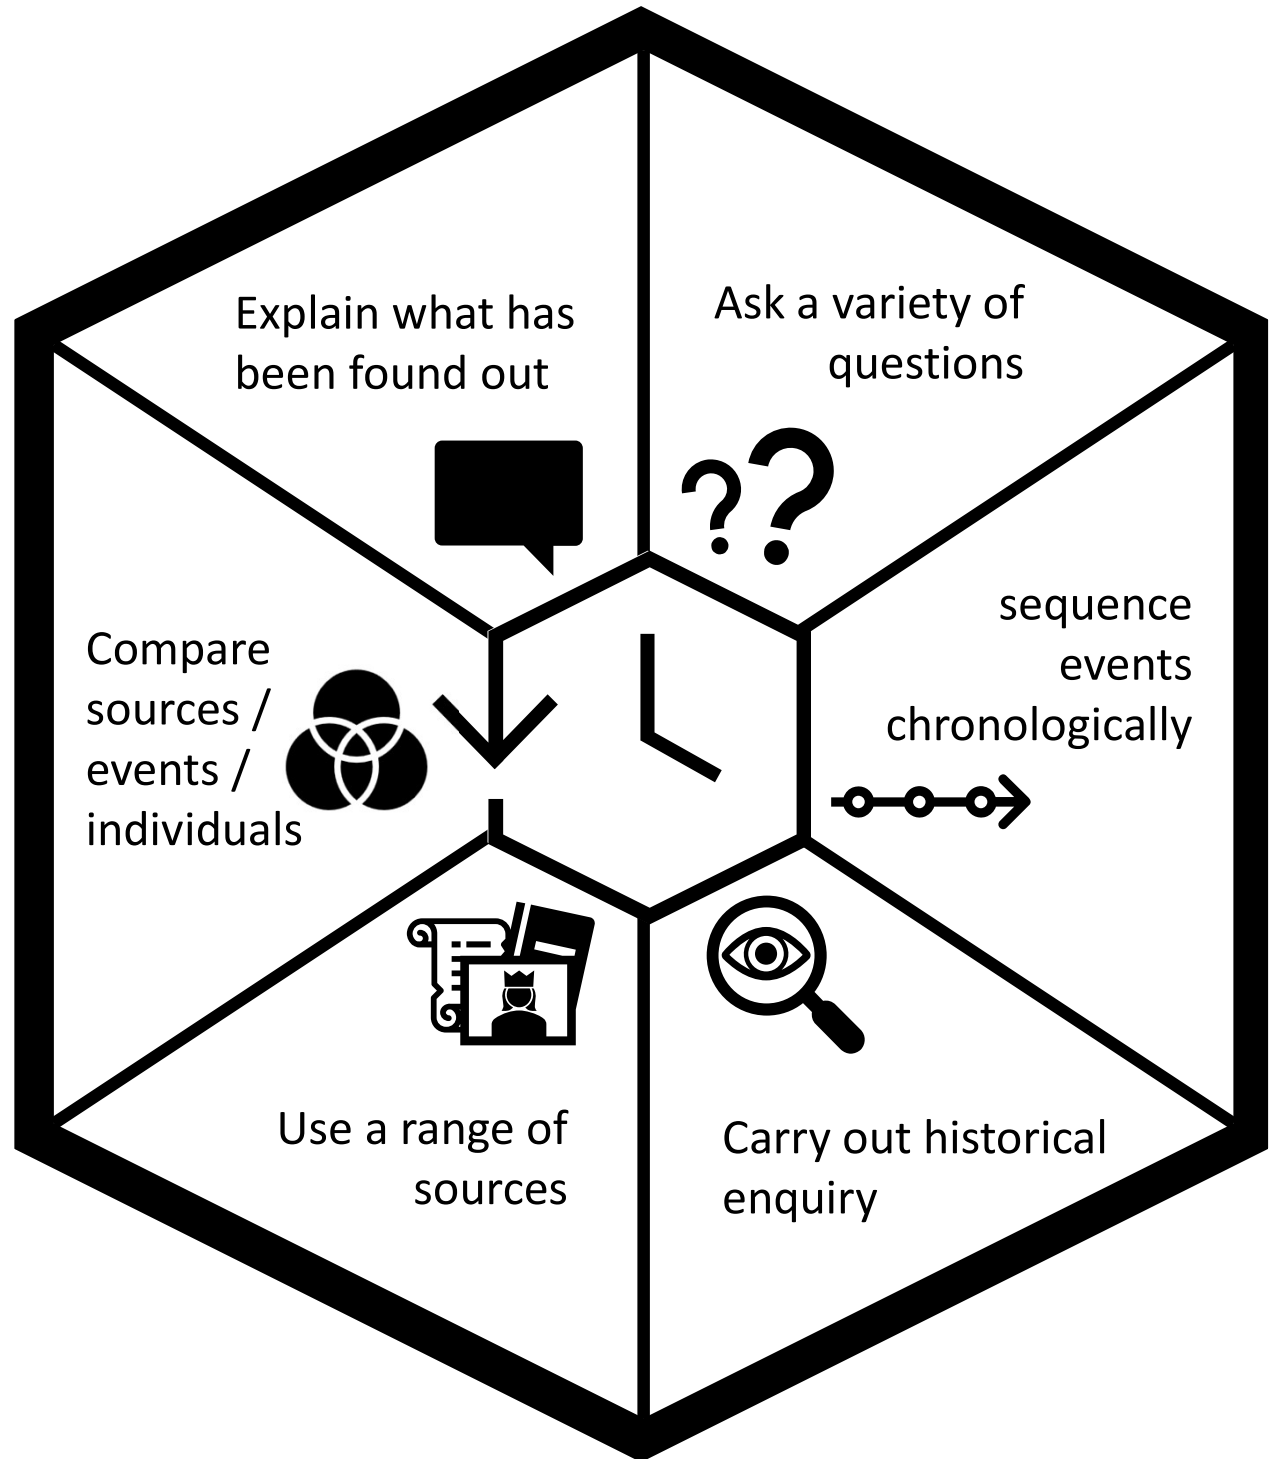 Explain what has
been found out
Ask a variety of
questions
sequence
events
chronologically
Compare
sources /
events /
individuals
Use a range of
sources
Carry out historical
enquiry